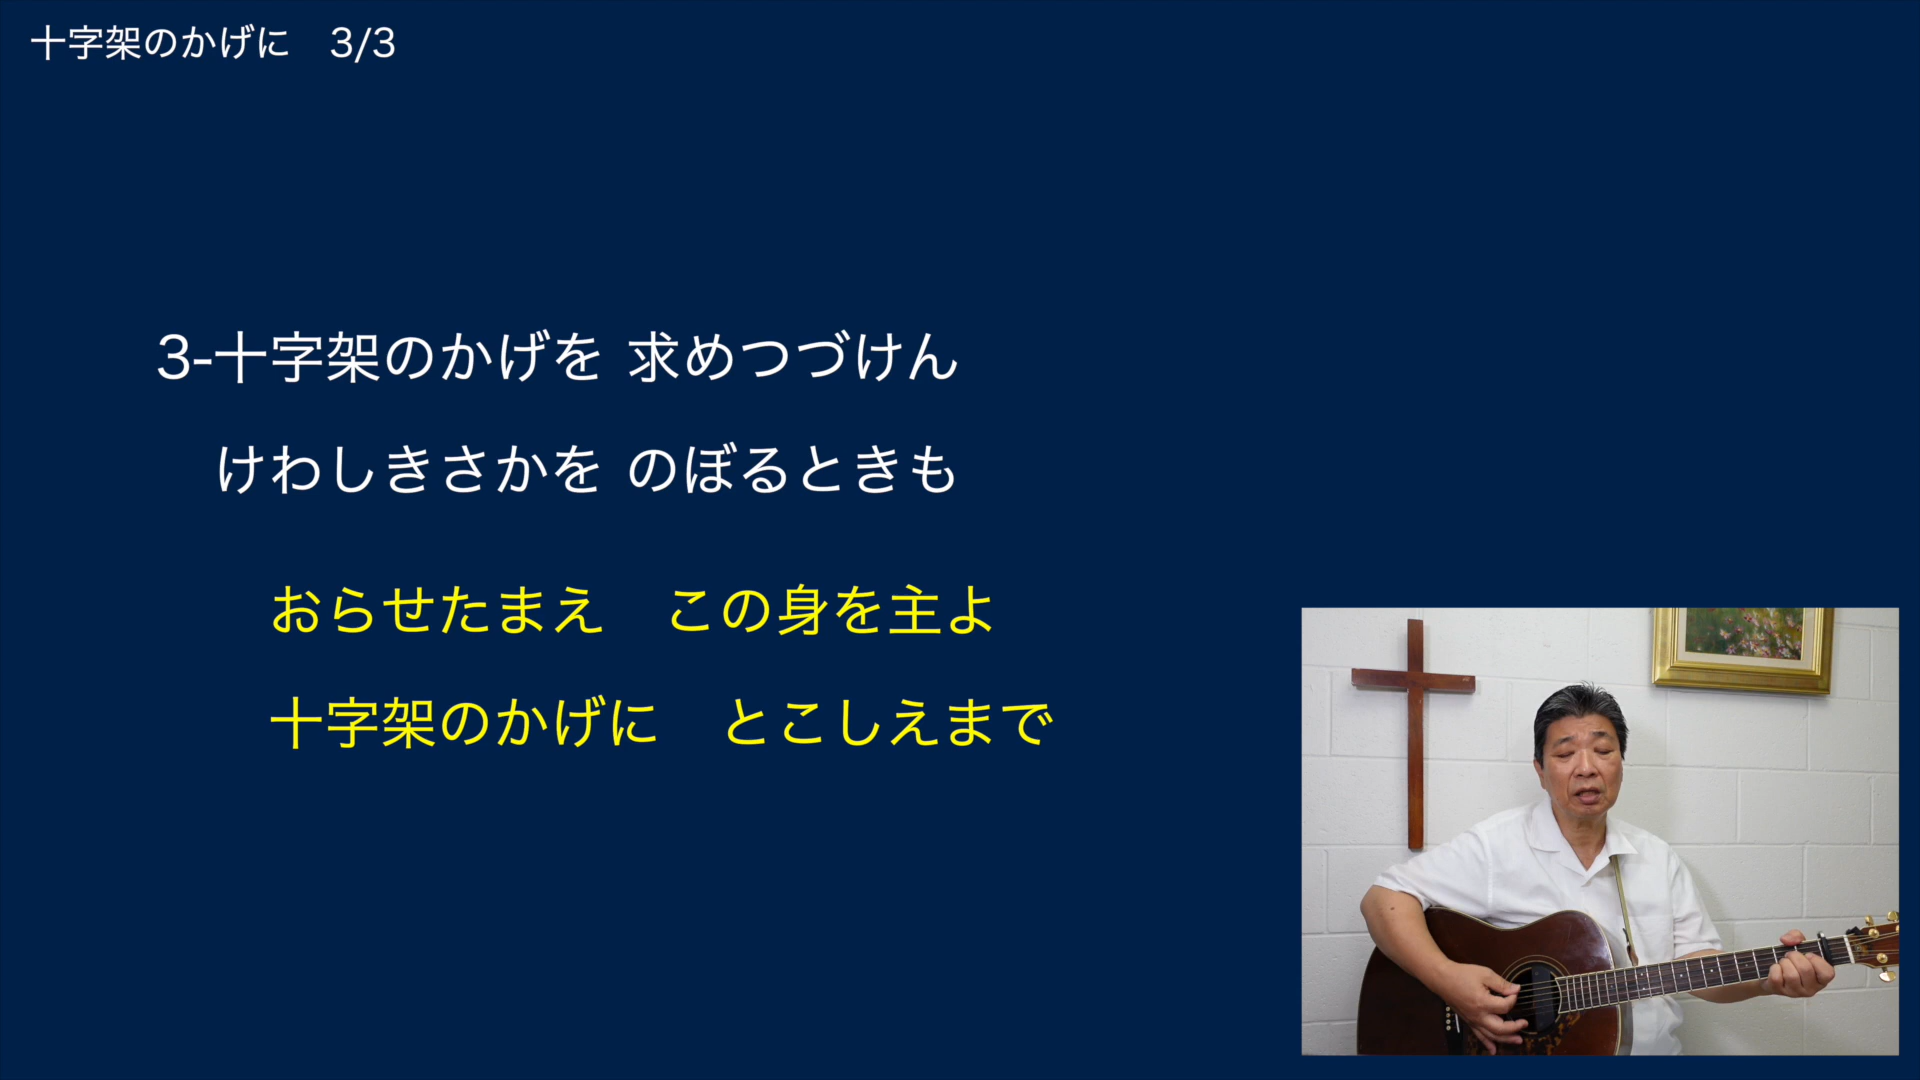 十字架のかげに　3/3
3-十字架のかげを 求めつづけん
けわしきさかを のぼるときも
おらせたまえ　この身を主よ
十字架のかげに　とこしえまで